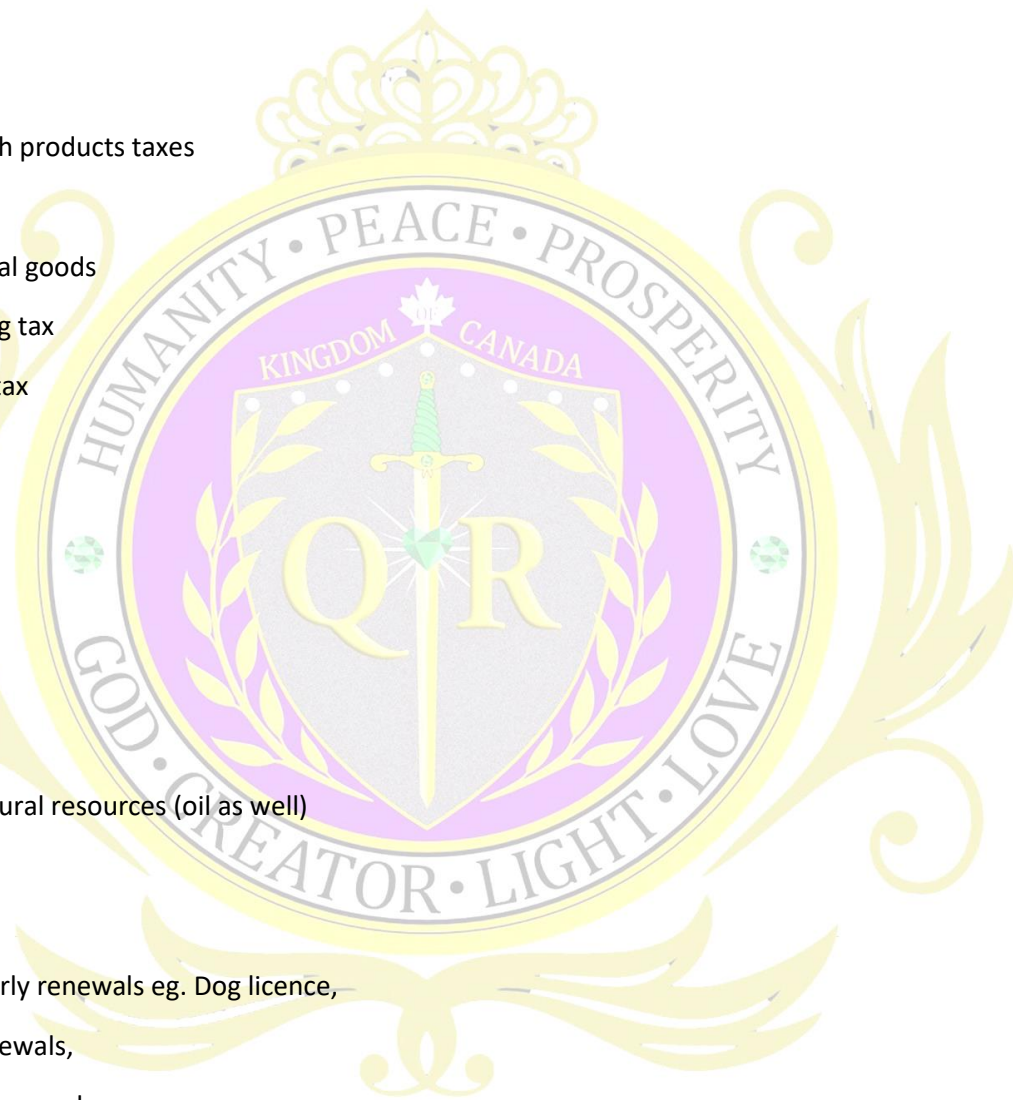 h products taxes
al goods
g tax
tax
HUMANITY • PEACE • PROSPERITY
KINGDOM OF CANADA
QR
GOD • CREATOR • LIGHT • LOVE
ural resources (oil as well)
rly renewals eg. Dog licence,
ewals,